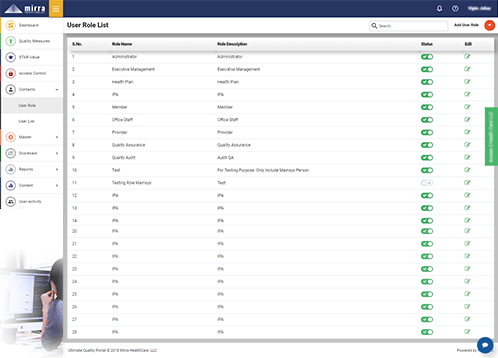 mirra
User Role List
Search
Add User Role
Dashboard
Quality Measures
STAR Value
Access Control
Contacts
User Role
User List
Master
Scorecard
Reports
Content
User Activity
S.No. Role Name Role Description Status Edit
1 Administrator Administrator
2 Executive Management Executive Management
3 Health Plan Health Plan
4 IPA IPA
5 Member Member
6 Office Staff Office Staff
7 Provider Provider
8 Quality Assurance Quality Assurance
9 Quality Audit Audit QA
10 Test For Testing Purpose. Only Include Mamsys Person
11 Testing Role Mamsys Test
12 IPA IPA
13 IPA IPA
14 IPA IPA
20 IPA IPA
21 IPA IPA
22 IPA IPA
23 IPA IPA
24 IPA IPA
25 IPA IPA
26 IPA IPA
27 IPA IPA
28 IPA IPA
Ultimate Quality Portal © 2018 Mirra HealthCare, LLC
Powered by